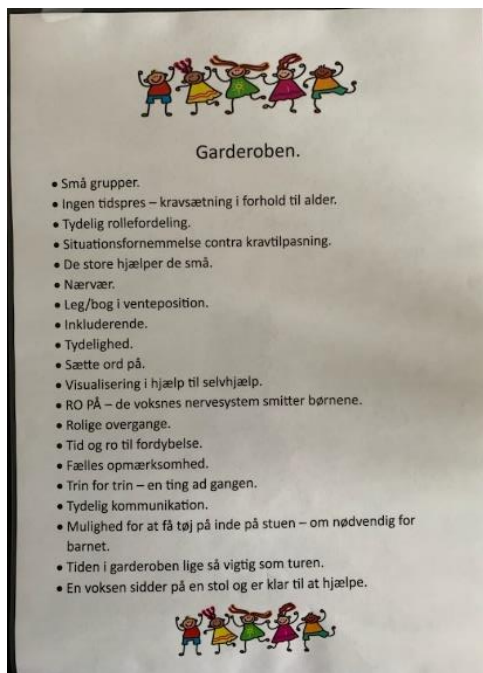 Garderoben.
• Små grupper.
• Ingen tidspres – kravsætning i forhold til alder.
• Tydelig rollefordeling.
• Situationsfornemmelse contra kravtilpasning.
• De store hjælper de små.
• Nærvær.
• Leg/bog i venteposition.
• Inkluderende.
• Tydelighed.
• Sætte ord på.
• Visualisering i hjælp til selvhjælp.
• RO PÅ – de voksnes nervesystem smitter børnene.
• Rolige overgange.
• Tid og ro til fordybelse.
• Fælles opmærksomhed.
• Trin for trin – en ting ad gangen.
• Tydelig kommunikation.
• Mulighed for at få tøj på inde på stuen – om nødvendig for
barnet.
• Tiden i garderoben lige så vigtig som turen.
• En voksen sidder på en stol og er klar til at hjælpe.